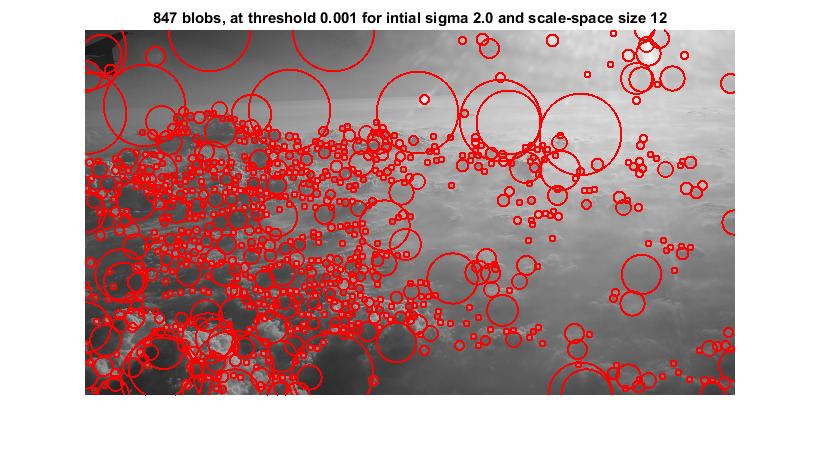 847 blobs, at threshold 0.001 for intial sigma 2.0 and scale-space size 12